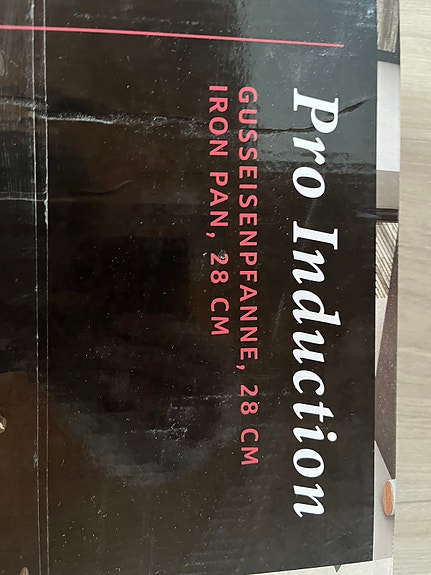 Pro Induction
GUSSEISENPFANNE, 28 CM
IRON PAN, 28 CM